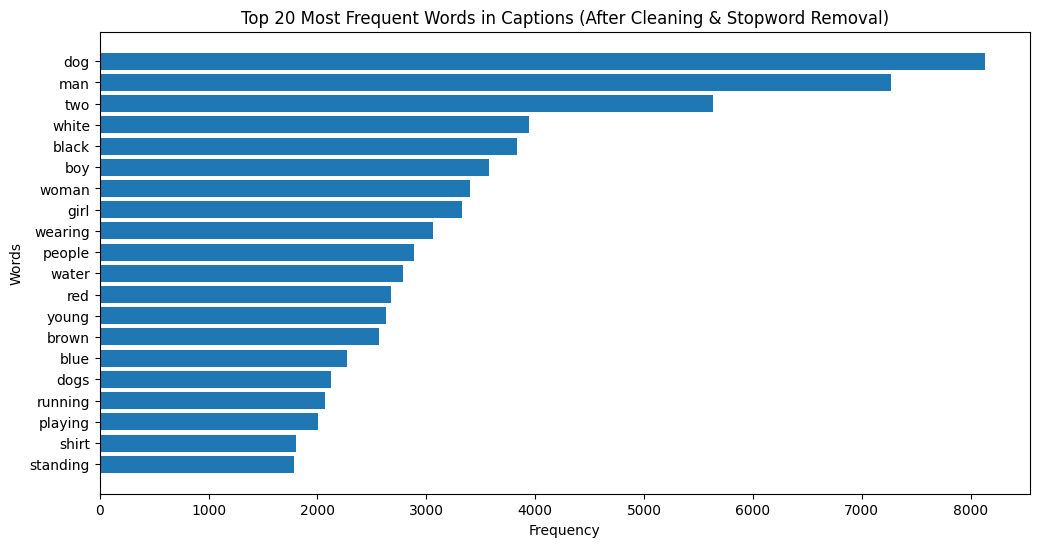 Top 20 Most Frequent Words in Captions (After Cleaning & Stopword Removal)
Words
dog
man
two
white
black
boy
woman
girl
wearing
people
water
red
young
brown
blue
dogs
running
playing
shirt
standing
0 1000 2000 3000 4000 5000 6000 7000 8000
Frequency